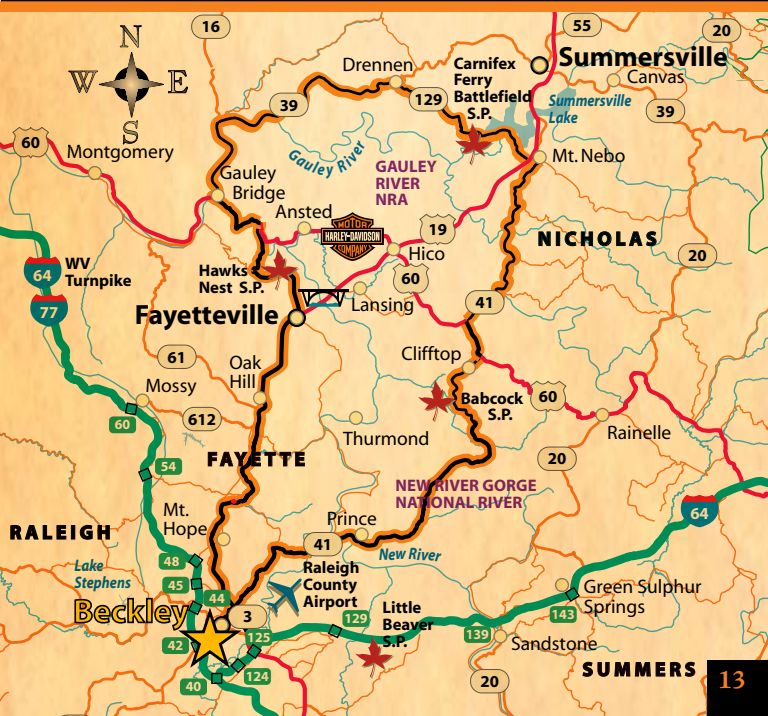 16
55
20
N
W E
S
Drennen
Carnifex
Ferry
Battlefield
S.P.
Summersville
Canvas
39
129
Summersville
Lake
39
60
Montgomery
Gauley River
GAULEY
RIVER
NRA
Mt. Nebo
Gauley
Bridge
Ansted
MOTOR
HARLEY-DAVIDSON
COMPANY
19
NICHOLAS
Hico
20
64
WV
Turnpike
77
Hawks
Nest S.P.
60
Lansing
41
Fayetteville
61
Oak
Hill
Clifftop
Mossy
60
612
Babcock
S.P.
60
Thurmond
Rainelle
54
FAYETTE
20
NEW RIVER GORGE
NATIONAL RIVER
64
Mt.
Hope
Prince
RALEIGH
41
New River
48
Lake
Stephens
45
44
Raleigh
County
Airport
Green Sulphur
Springs
Beckley
3
129
Little
Beaver
S.P.
143
125
139
42
Sandstone
124
40
20
SUMMERS
13